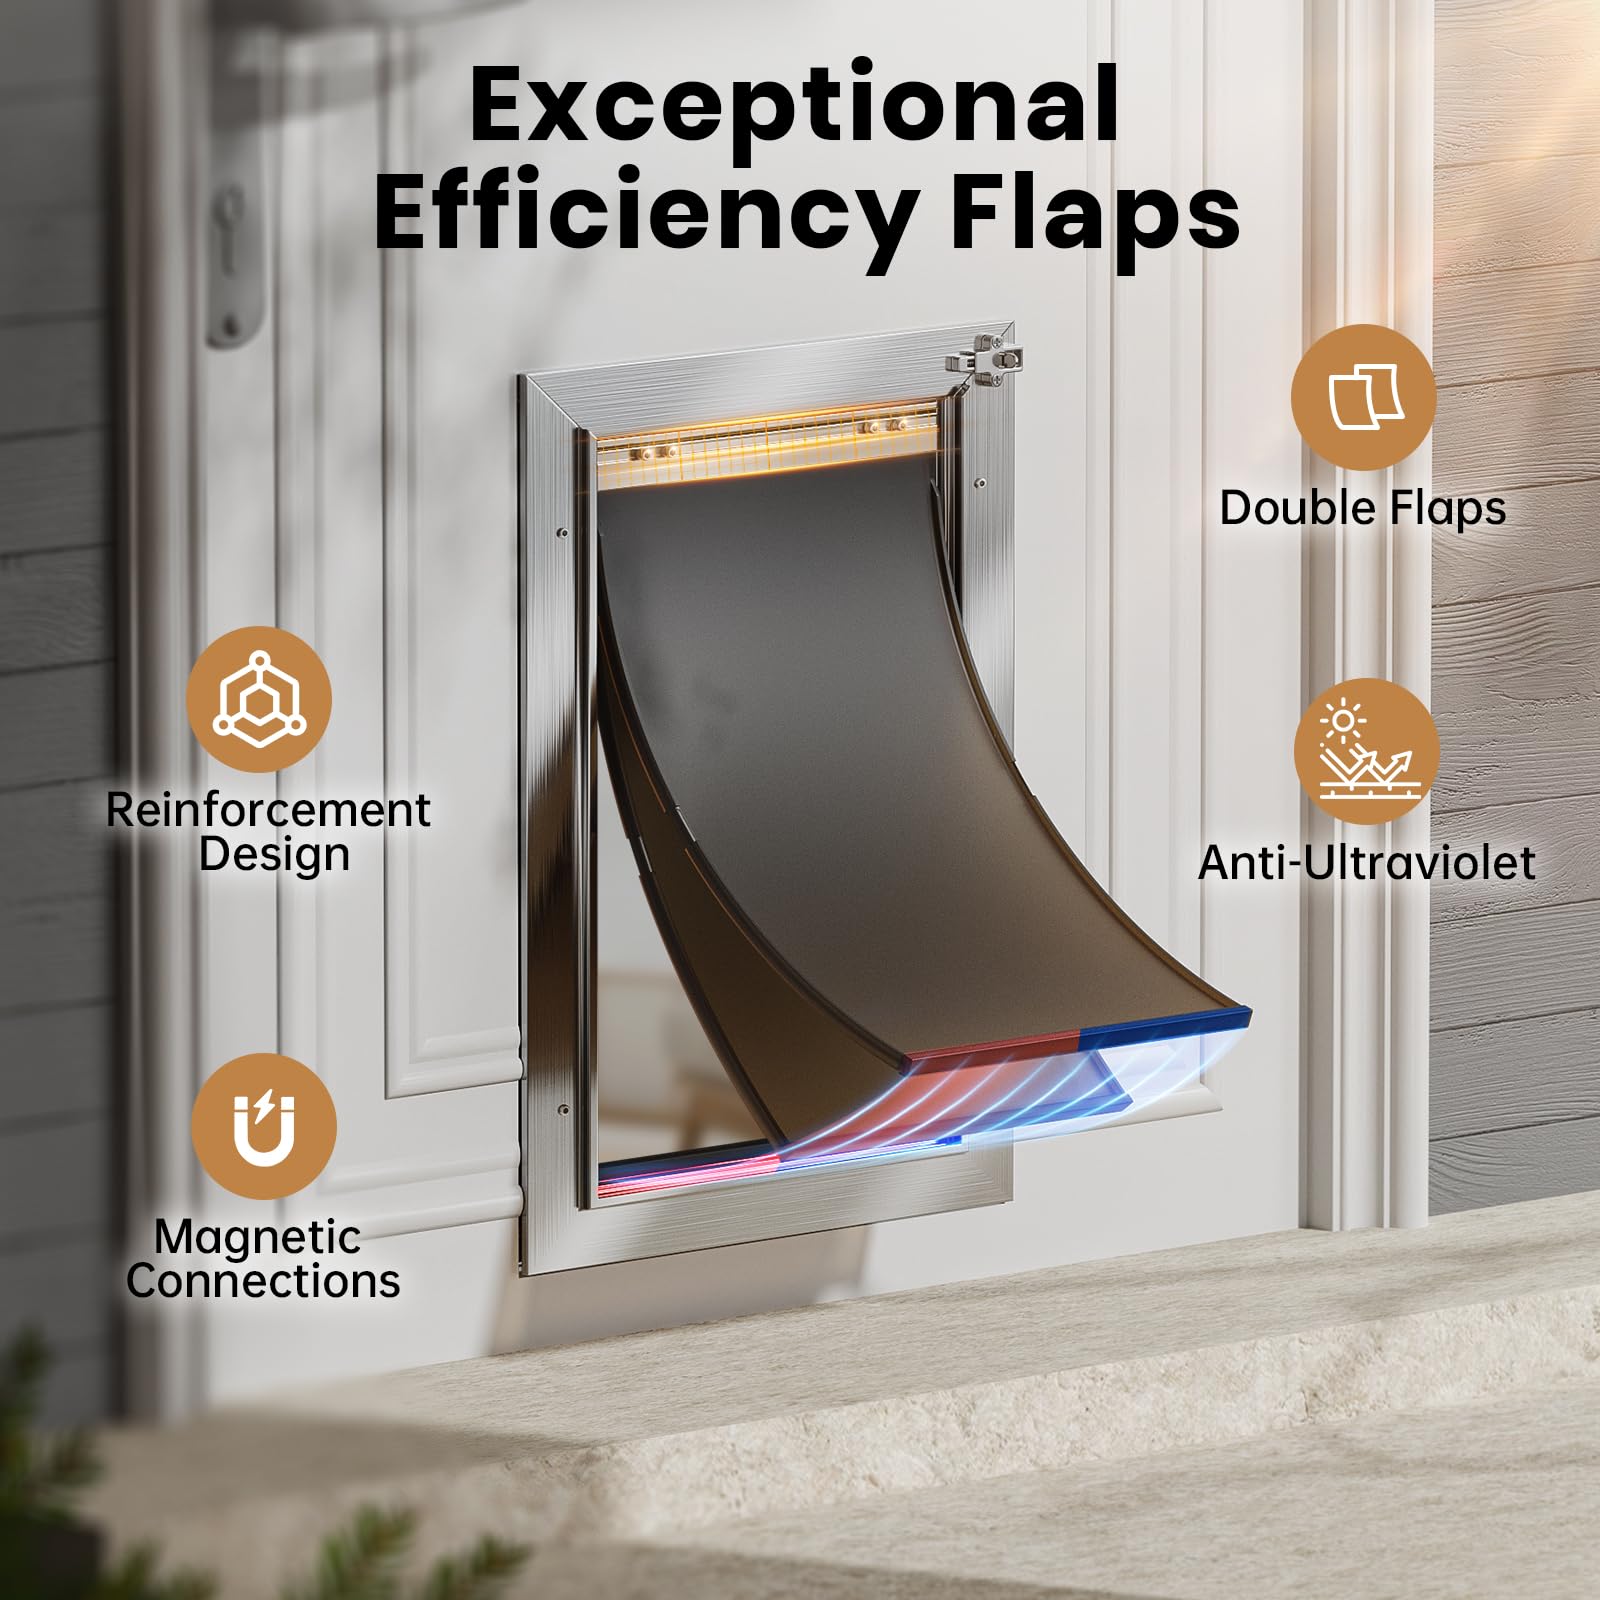 Exceptional
Efficiency Flaps
Double Flaps
Reinforcement
Design
Anti-Ultraviolet
Magnetic
Connections